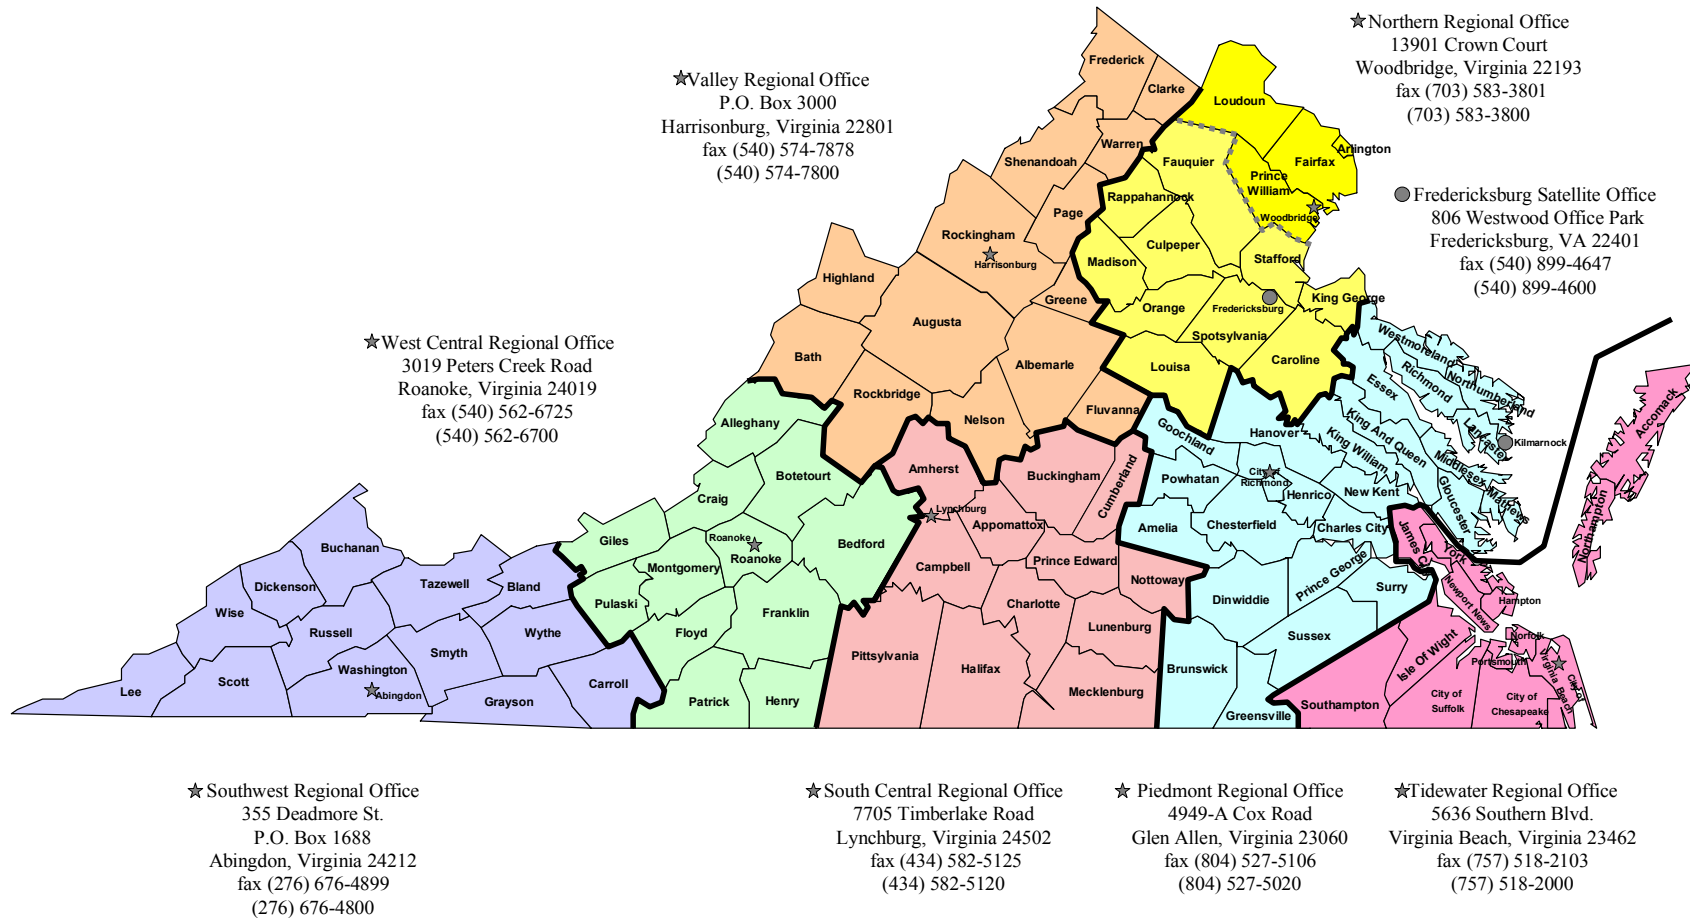 Northern Regional Office
13901 Crown Court
Woodbridge, Virginia 22193
fax (703) 583-3801
(703) 583-3800
Valley Regional Office
P.O. Box 3000
Harrisonburg, Virginia 22801
fax (540) 574-7878
(540) 574-7800
Fredericksburg Satellite Office
806 Westwood Office Park
Fredericksburg, VA 22401
fax (540) 899-4647
(540) 899-4600
West Central Regional Office
3019 Peters Creek Road
Roanoke, Virginia 24019
fax (540) 562-6725
(540) 562-6700
Frederick
Clarke
Loudoun
Warren
Shenandoah
Fauquier
Fairfax
Arlington
Prince
William
Woodbridge
Page
Rappahannock
Rockingham
Harrisonburg
Culpeper
Madison
Stafford
Highland
Greene
Orange
Fredericksburg
King George
Augusta
Spotsylvania
Bath
Albemarle
Louisa
Caroline
Westmoreland
Richmond
Northumberland
Essex
Rockbridge
Nelson
Fluvanna
Lancaster
Kilmarnock
Accomack
Northampton
Alleghany
Goochland
Hanover
King And Queen
King William
Middlesex
Mathews
Gloucester
Botetourt
Amherst
Buckingham
Cumberland
Powhatan
City of
Richmond
Henrico
New Kent
Craig
Lynchburg
Appomattox
Amelia
Chesterfield
Charles City
James City
York
Giles
Roanoke
Roanoke
Bedford
Buchanan
Montgomery
Campbell
Prince Edward
Nottoway
Prince George
Dickenson
Tazewell
Bland
Surry
Newport News
Hampton
Wise
Pulaski
Franklin
Charlotte
Dinwiddie
Russell
Wythe
Floyd
Lunenburg
Sussex
Norfolk
Smyth
Pittsylvania
Halifax
Brunswick
Isle Of Wight
Portsmouth
City of
Virginia Beach
Washington
Abingdon
Scott
Lee
Carroll
Grayson
Patrick
Henry
Mecklenburg
Greensville
Southampton
City of
Suffolk
City of
Chesapeake
Southwest Regional Office
355 Deadmore St.
P.O. Box 1688
Abingdon, Virginia 24212
fax (276) 676-4899
(276) 676-4800
South Central Regional Office
7705 Timberlake Road
Lynchburg, Virginia 24502
fax (434) 582-5125
(434) 582-5120
Piedmont Regional Office
4949-A Cox Road
Glen Allen, Virginia 23060
fax (804) 527-5106
(804) 527-5020
Tidewater Regional Office
5636 Southern Blvd.
Virginia Beach, Virginia 23462
fax (757) 518-2103
(757) 518-2000